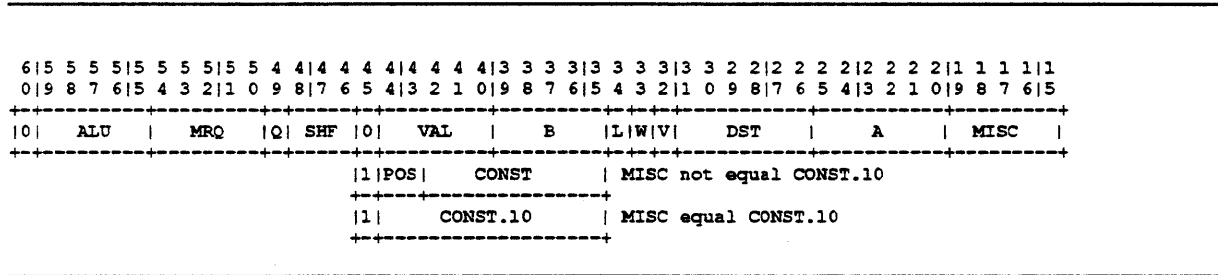 6|5 5 5 5|5 5 5 5|5 5 4 4|4 4 4 4|4 4 4 4|3 3 3 3|3 3 3 3|3 3 2 2|2 2 2 2|2 2 2 2|1 1 1 1|1
0|9 8 7 6|5 4 3 2|1 0 9 8|7 6 5 4|3 2 1 0|9 8 7 6|5 4 3 2|1 0 9 8|7 6 5 4|3 2 1 0|9 8 7 6|5
|0| ALU | MRQ |Q| SHF |0| VAL | B |L|W|V| DST | A | MISC |
|1|POS| CONST | MISC not equal CONST.10
|1| CONST.10 | MISC equal CONST.10